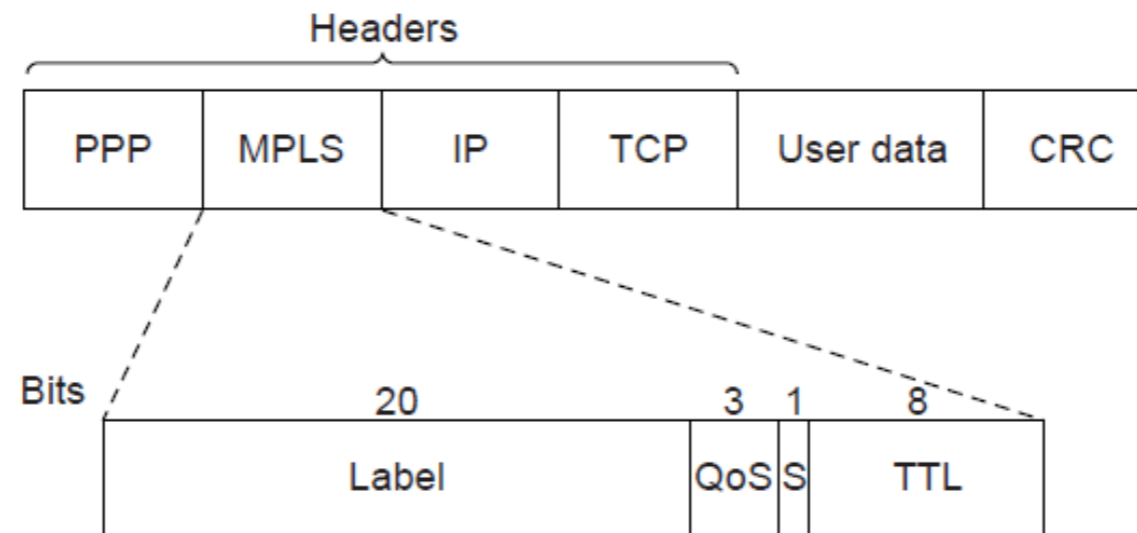 Headers
PPP MPLS IP TCP User data CRC
Bits 20 3 1 8
Label QoS S TTL